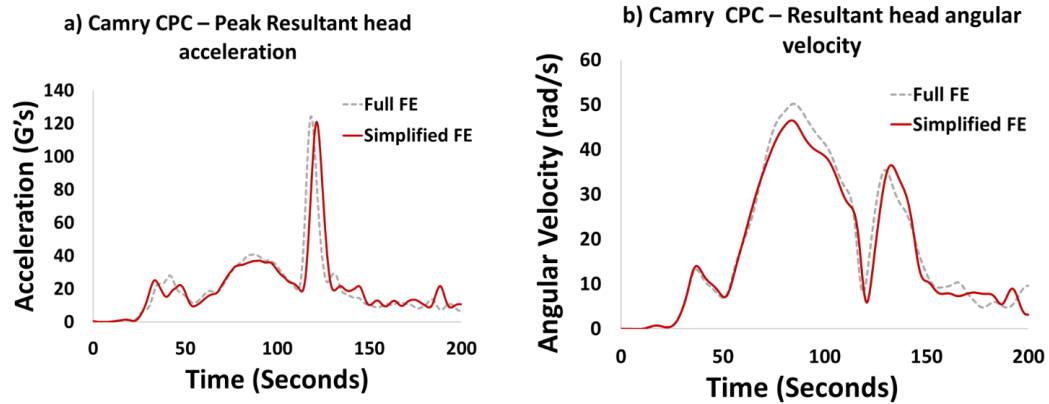 a) Camry CPC – Peak Resultant head
acceleration
140
120
100
80
60
40
20
0
Acceleration (G's)
Full FE
Simplified FE
0 50 100 150 200
Time (Seconds)
b) Camry CPC – Resultant head angular
velocity
60
50
40
30
20
10
0
Angular Velocity (rad/s)
Full FE
Simplified FE
0 50 100 150 200
Time (Seconds)